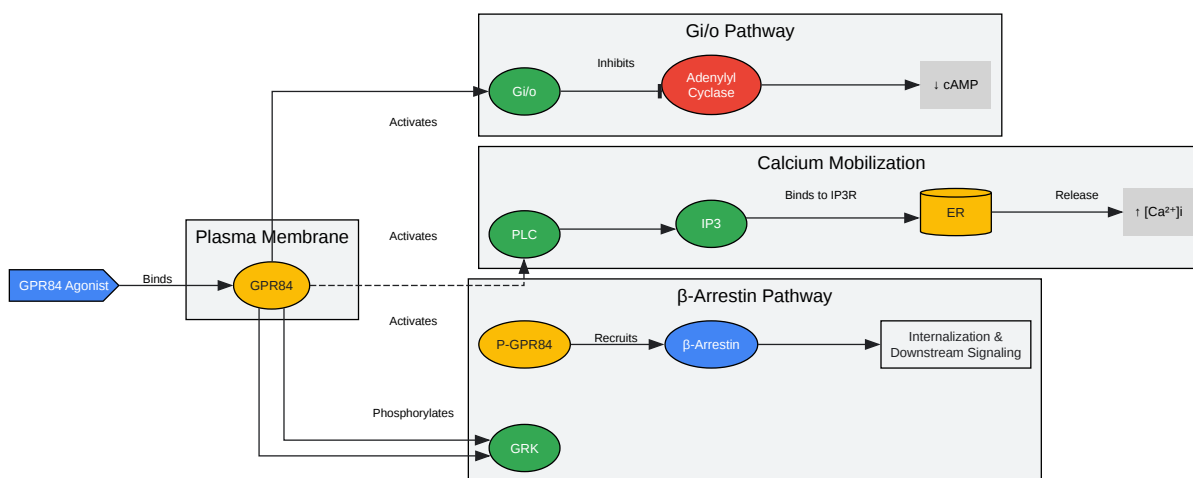 Gi/o Pathway
Inhibits
Gi/o
Adenylyl
Cyclase
↓ cAMP
Activates
Calcium Mobilization
Binds to IP3R
Release
PLC
IP3
ER
↑ [Ca²⁺]i
Activates
Plasma Membrane
GPR84 Agonist
Binds
GPR84
β-Arrestin Pathway
Activates
P-GPR84
Recruits
β-Arrestin
Internalization &
Downstream Signaling
Phosphorylates
GRK